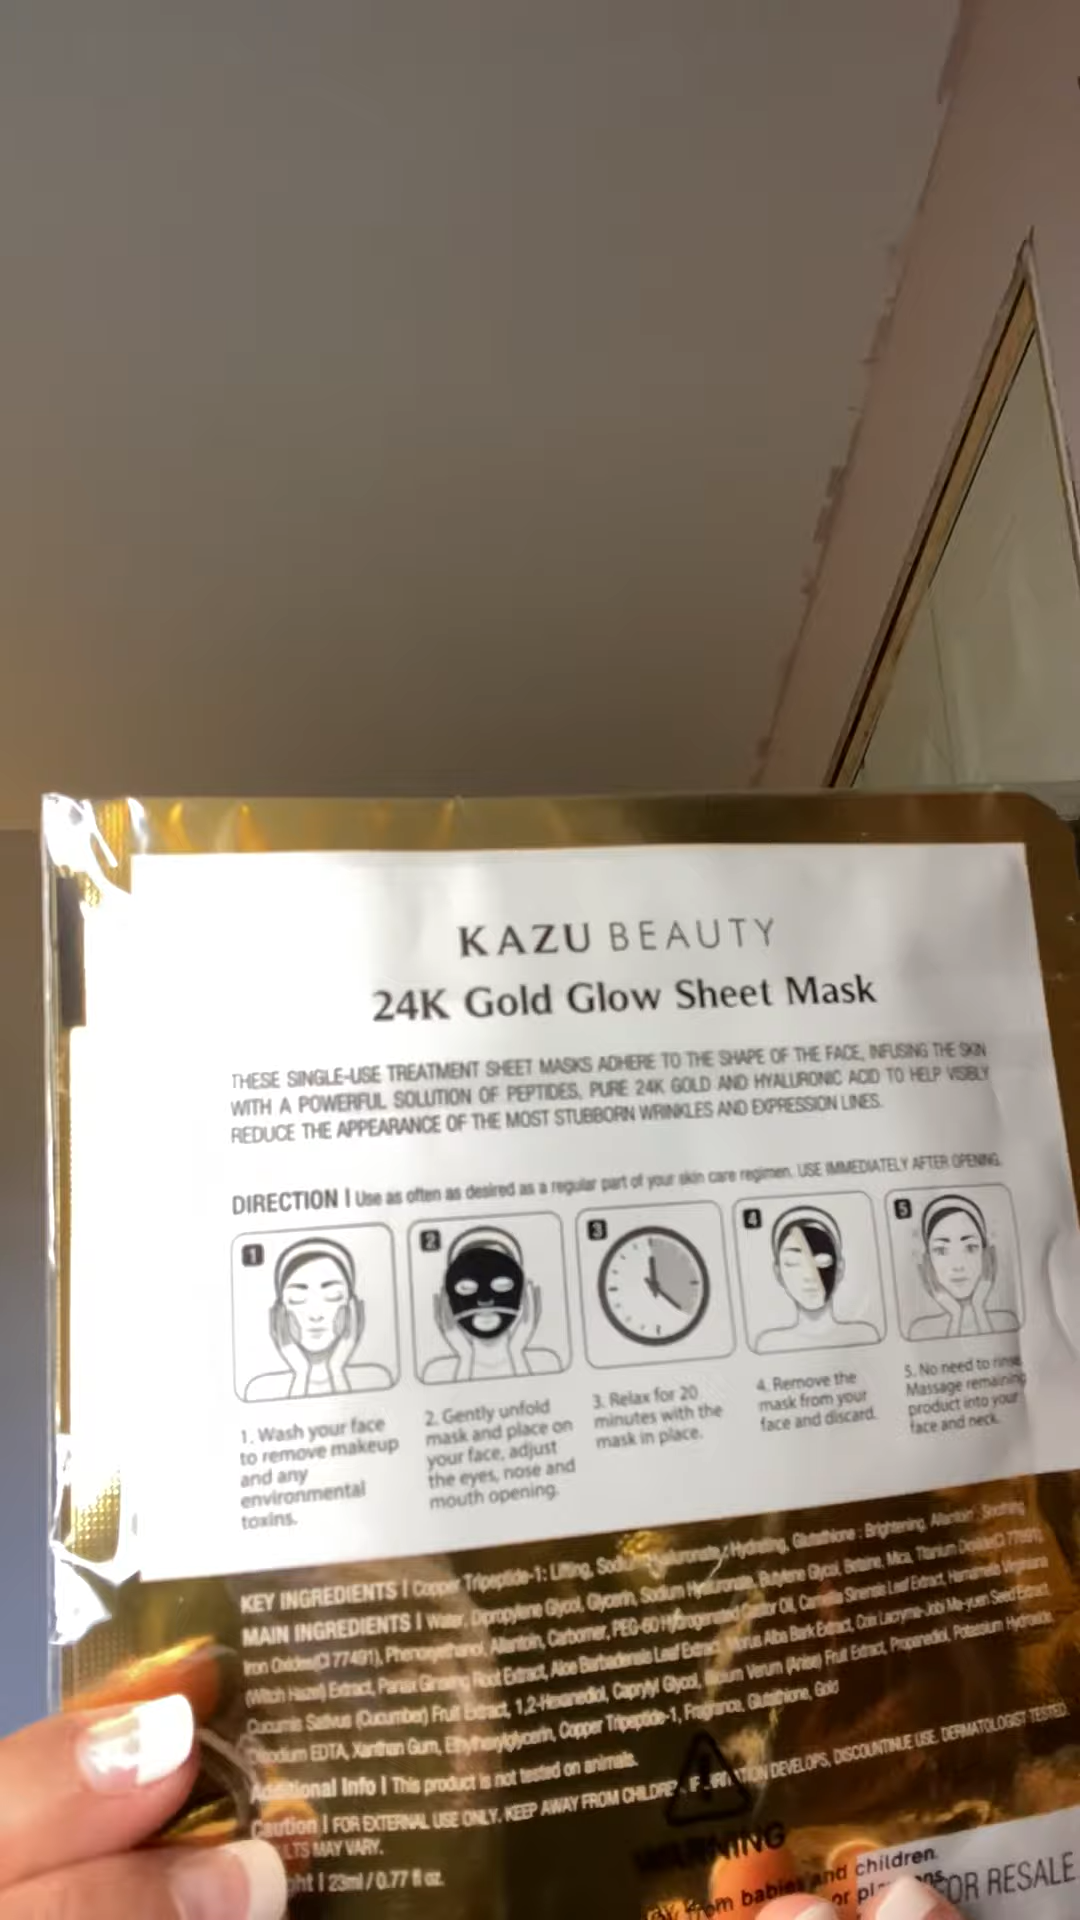 KAZU BEAUTY
24K Gold Glow Sheet Mask
THESE SINGLE-USE TREATMENT SHEET MASKS ADHERE TO THE SHAPE OF THE FACE, INFUSING THE SKIN
WITH A POWERFUL SOLUTION OF PEPTIDES, PURE 24K GOLD AND HYALURONIC ACID TO HELP VISIBLY
REDUCE THE APPEARANCE OF THE MOST STUBBORN WRINKLES AND EXPRESSION LINES.
DIRECTION | Use as often as desired as a regular part of your skin care regimen. USE IMMEDIATELY AFTER OPENING.
1
2
3
4
5
1. Wash your face
to remove makeup
and any
environmental
toxins.
2. Gently unfold
mask and place on
your face, adjust
the eyes, nose and
mouth opening.
3. Relax for 20
minutes with the
mask in place.
4. Remove the
mask from your
face and discard.
5. No need to rinse.
Massage remaining
product into your
face and neck.
KEY INGREDIENTS | Copper Tripeptide-1: Lifting, Sodium Hyaluronate: Hydrating, Glutathione: Brightening, Allantoin: Soothing
MAIN INGREDIENTS | Water, Dipropylene Glycol, Glycerin, Sodium Hyaluronate, Butylene Glycol, Betaine, Mica, Titanium Dioxide(CI 77891),
Iron Oxides(CI 77491), Phenoxyethanol, Allantoin, Carbomer, PEG-60 Hydrogenated Castor Oil, Camellia Sinensis Leaf Extract, Hamamelis Virginiana
(Witch Hazel) Extract, Panax Ginseng Root Extract, Aloe Barbadensis Leaf Extract, Morus Alba Bark Extract, Coix Lacryma-Jobi Ma-yuen Seed Extract,
Cucumis Sativus (Cucumber) Fruit Extract, 1,2-Hexanediol, Caprylyl Glycol, Illicium Verum (Anise) Fruit Extract, Propanediol, Potassium Hydroxide,
Disodium EDTA, Xanthan Gum, Ethylhexylglycerin, Copper Tripeptide-1, Fragrance, Glutathione, Gold
Additional Info | This product is not tested on animals.
Caution | FOR EXTERNAL USE ONLY. KEEP AWAY FROM CHILDREN. IF IRRITATION DEVELOPS, DISCONTINUE USE. DERMATOLOGIST TESTED.
MAY VARY.
23ml / 0.77 fl oz.
WARNING
from babies and children.
or
FOR RESALE